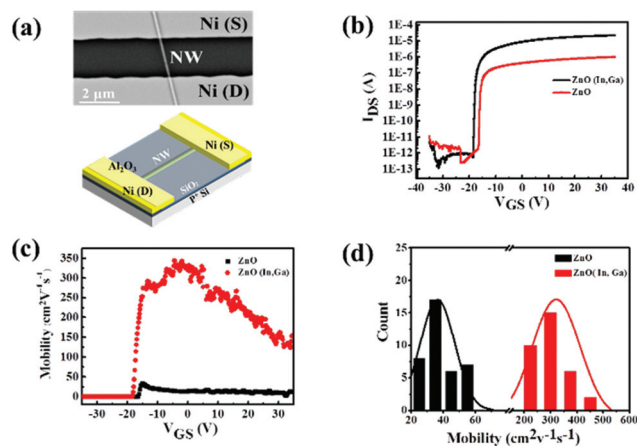 (a)
Ni (S)
NW
Ni (D)
2 μm
Ni (S)
NW
Al₂O₃
Ni (D)
SiO₂
P⁺ Si
(b)
1E-4
1E-5
1E-6
1E-7
1E-8
1E-9
1E-10
1E-11
1E-12
1E-13
I_DS (A)
ZnO (In,Ga)
ZnO
-40 -30 -20 -10 0 10 20 30 40
V_GS (V)
(c)
350
300
250
200
150
100
50
0
Mobility (cm²V⁻¹s⁻¹)
ZnO
ZnO (In,Ga)
-30 -20 -10 0 10 20 30
V_GS (V)
(d)
25
20
15
10
5
0
Count
ZnO
ZnO( In, Ga)
20 40 60 200 300 400 500 600
Mobility (cm²v⁻¹s⁻¹)